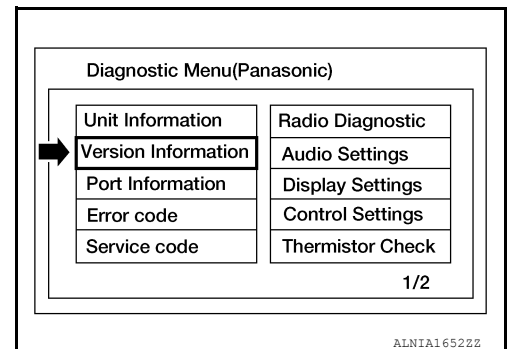 Diagnostic Menu(Panasonic)
Unit Information
Version Information
Port Information
Error code
Service code
Radio Diagnostic
Audio Settings
Display Settings
Control Settings
Thermistor Check
1/2
ALNIA1652ZZ